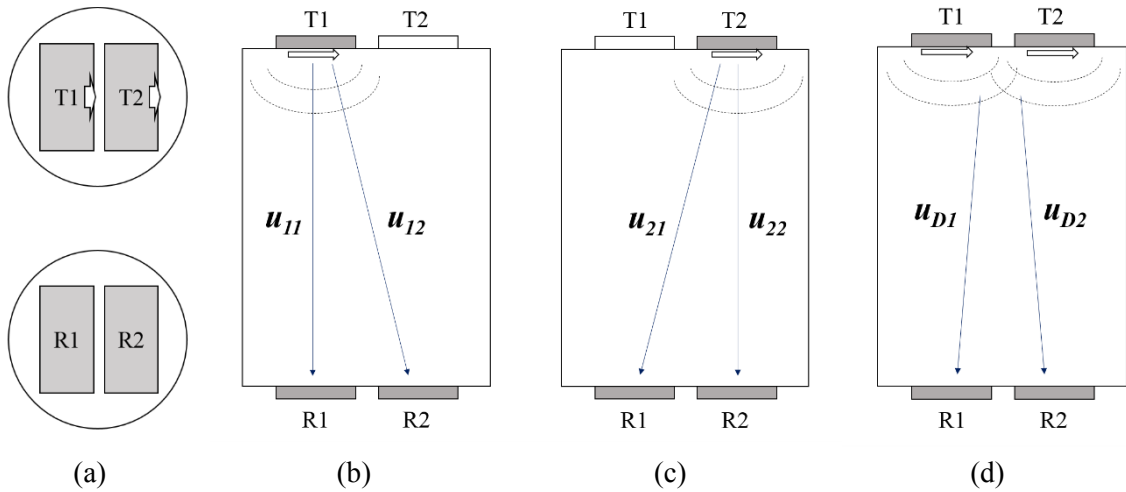 T1 T2
R1 R2
(a)
T1 T2
u11 u12
R1 R2
(b)
T1 T2
u21 u22
R1 R2
(c)
T1 T2
uD1 uD2
R1 R2
(d)